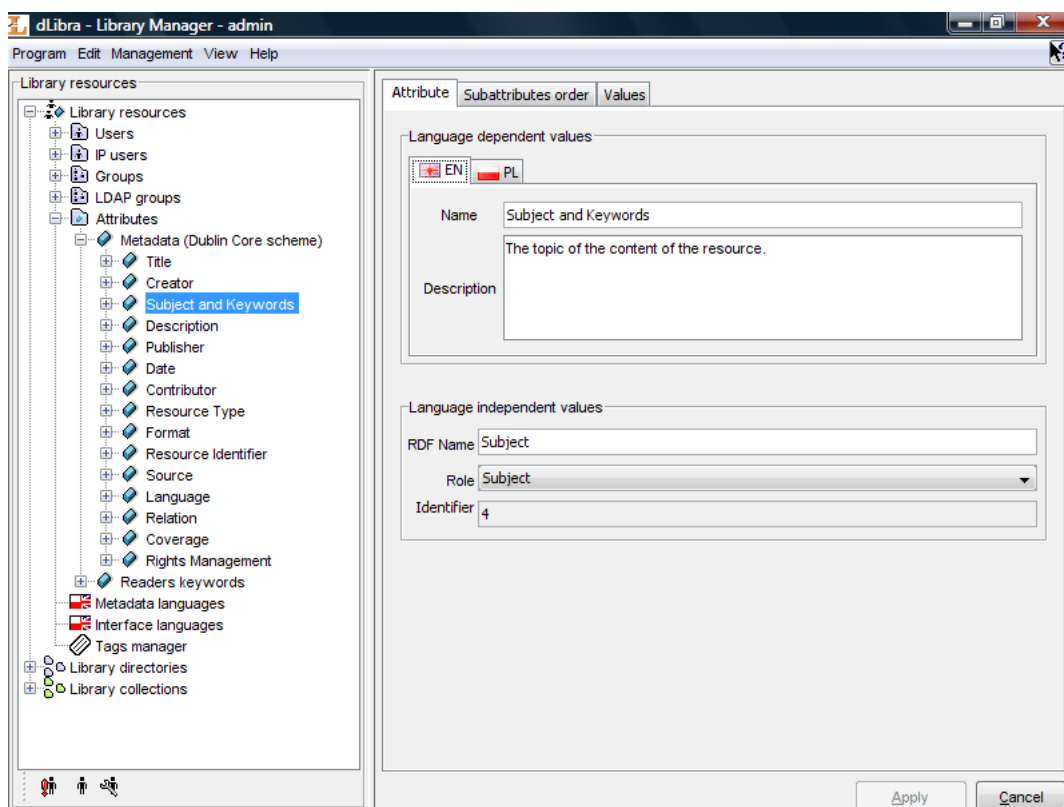 dLibra - Library Manager - admin
Program Edit Management View Help
Library resources
Library resources
Users
IP users
Groups
LDAP groups
Attributes
Metadata (Dublin Core scheme)
Title
Creator
Subject and Keywords
Description
Publisher
Date
Contributor
Resource Type
Format
Resource Identifier
Source
Language
Relation
Coverage
Rights Management
Readers keywords
Metadata languages
Interface languages
Tags manager
Library directories
Library collections
Attribute Subattributes order Values
Language dependent values
EN PL
Name Subject and Keywords
Description The topic of the content of the resource.
Language independent values
RDF Name Subject
Role Subject
Identifier 4
Apply Cancel